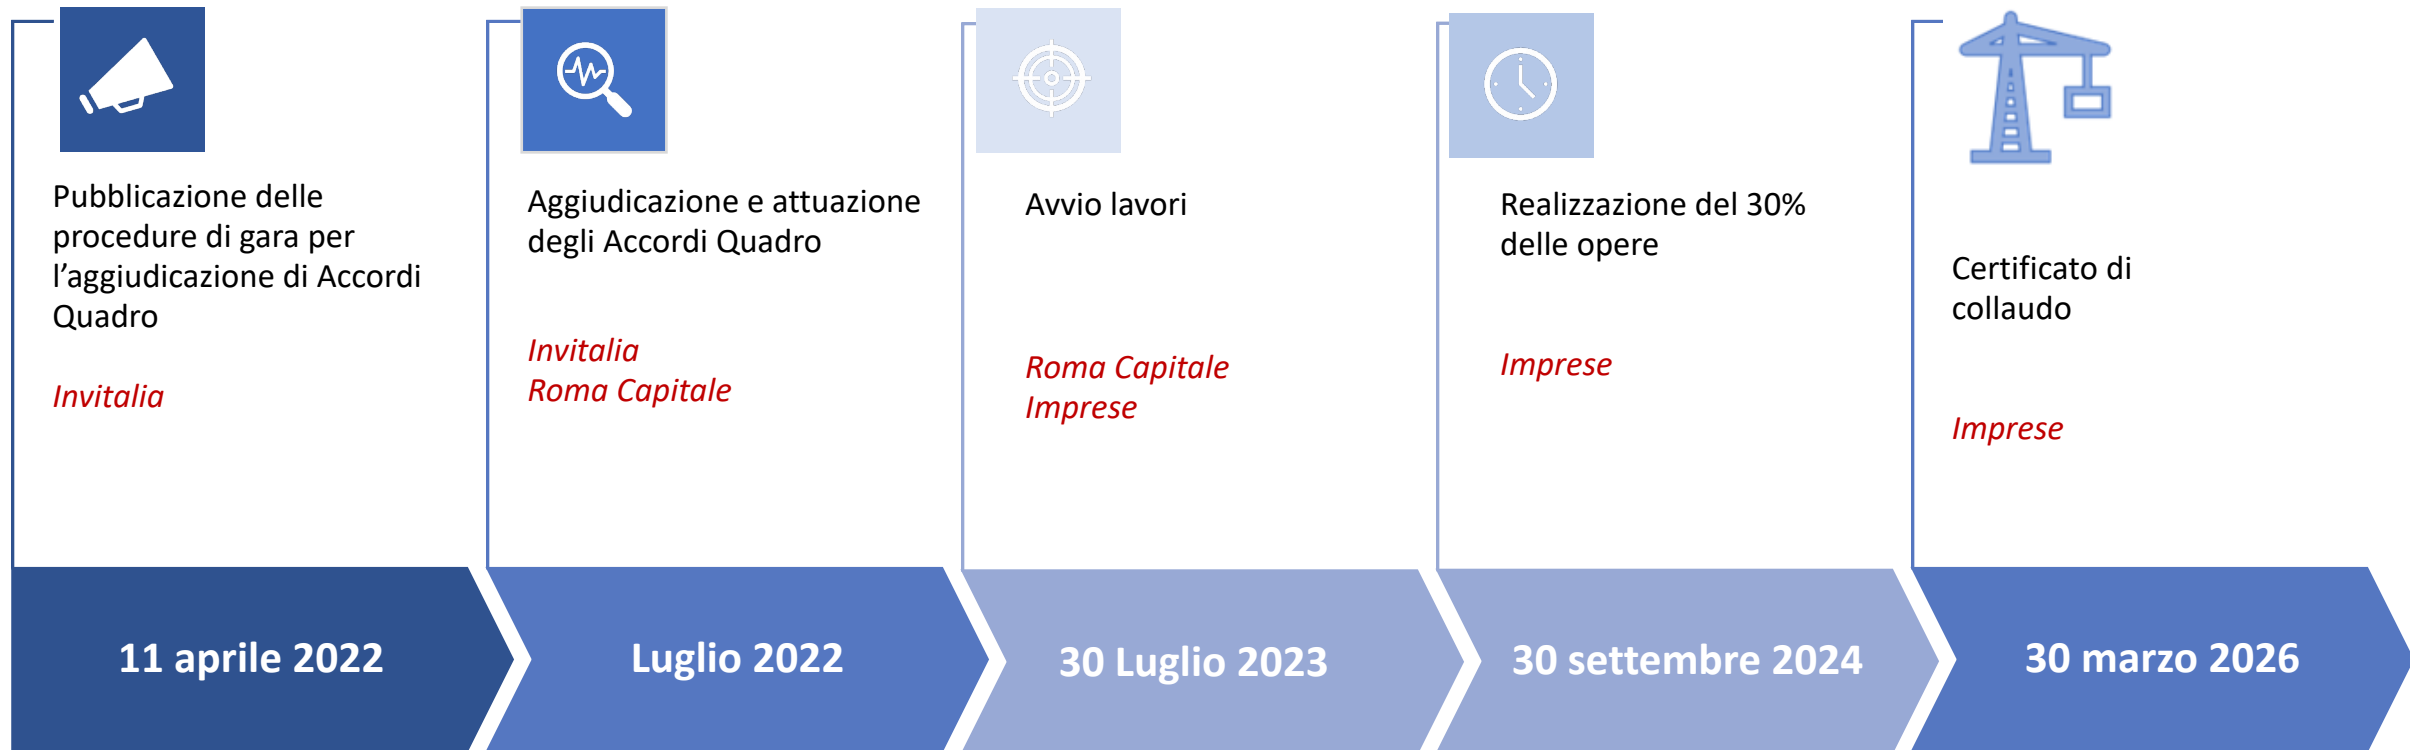 Pubblicazione delle
procedure di gara per
l’aggiudicazione di Accordi
Quadro
Invitalia
Aggiudicazione e attuazione
degli Accordi Quadro
Invitalia
Roma Capitale
Avvio lavori
Roma Capitale
Imprese
Realizzazione del 30%
delle opere
Imprese
Certificato di
collaudo
Imprese
11 aprile 2022
Luglio 2022
30 Luglio 2023
30 settembre 2024
30 marzo 2026